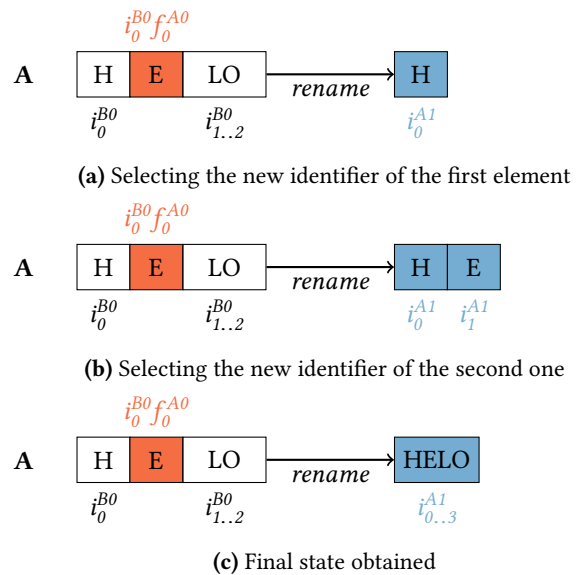 i_0^{B0} f_0^{A0}
A H E LO rename H
i_0^{B0} i_{1..2}^{B0} i_0^{A1}
(a) Selecting the new identifier of the first element
i_0^{B0} f_0^{A0}
A H E LO rename H E
i_0^{B0} i_{1..2}^{B0} i_0^{A1} i_1^{A1}
(b) Selecting the new identifier of the second one
i_0^{B0} f_0^{A0}
A H E LO rename HELO
i_0^{B0} i_{1..2}^{B0} i_{0..3}^{A1}
(c) Final state obtained